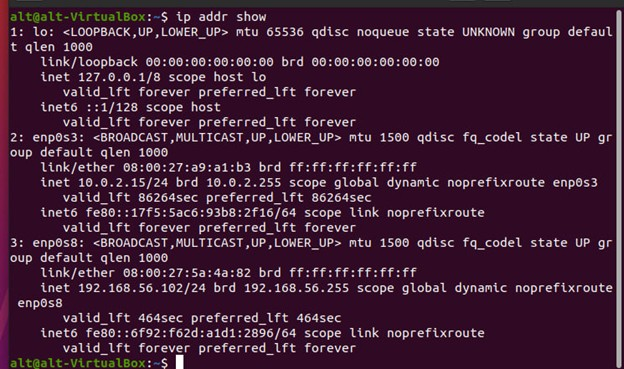 alt@alt-VirtualBox:~$ ip addr show
1: lo: <LOOPBACK,UP,LOWER_UP> mtu 65536 qdisc noqueue state UNKNOWN group defaul
t qlen 1000
    link/loopback 00:00:00:00:00:00 brd 00:00:00:00:00:00
    inet 127.0.0.1/8 scope host lo
       valid_lft forever preferred_lft forever
    inet6 ::1/128 scope host
       valid_lft forever preferred_lft forever
2: enp0s3: <BROADCAST,MULTICAST,UP,LOWER_UP> mtu 1500 qdisc fq_codel state UP gr
oup default qlen 1000
    link/ether 08:00:27:a9:a1:b3 brd ff:ff:ff:ff:ff:ff
    inet 10.0.2.15/24 brd 10.0.2.255 scope global dynamic noprefixroute enp0s3
       valid_lft 86264sec preferred_lft 86264sec
    inet6 fe80::17f5:5ac6:93b8:2f16/64 scope link noprefixroute
       valid_lft forever preferred_lft forever
3: enp0s8: <BROADCAST,MULTICAST,UP,LOWER_UP> mtu 1500 qdisc fq_codel state UP gr
oup default qlen 1000
    link/ether 08:00:27:5a:4a:82 brd ff:ff:ff:ff:ff:ff
    inet 192.168.56.102/24 brd 192.168.56.255 scope global dynamic noprefixroute
 enp0s8
       valid_lft 464sec preferred_lft 464sec
    inet6 fe80::6f92:f62d:a1d1:2896/64 scope link noprefixroute
       valid_lft forever preferred_lft forever
alt@alt-VirtualBox:~$